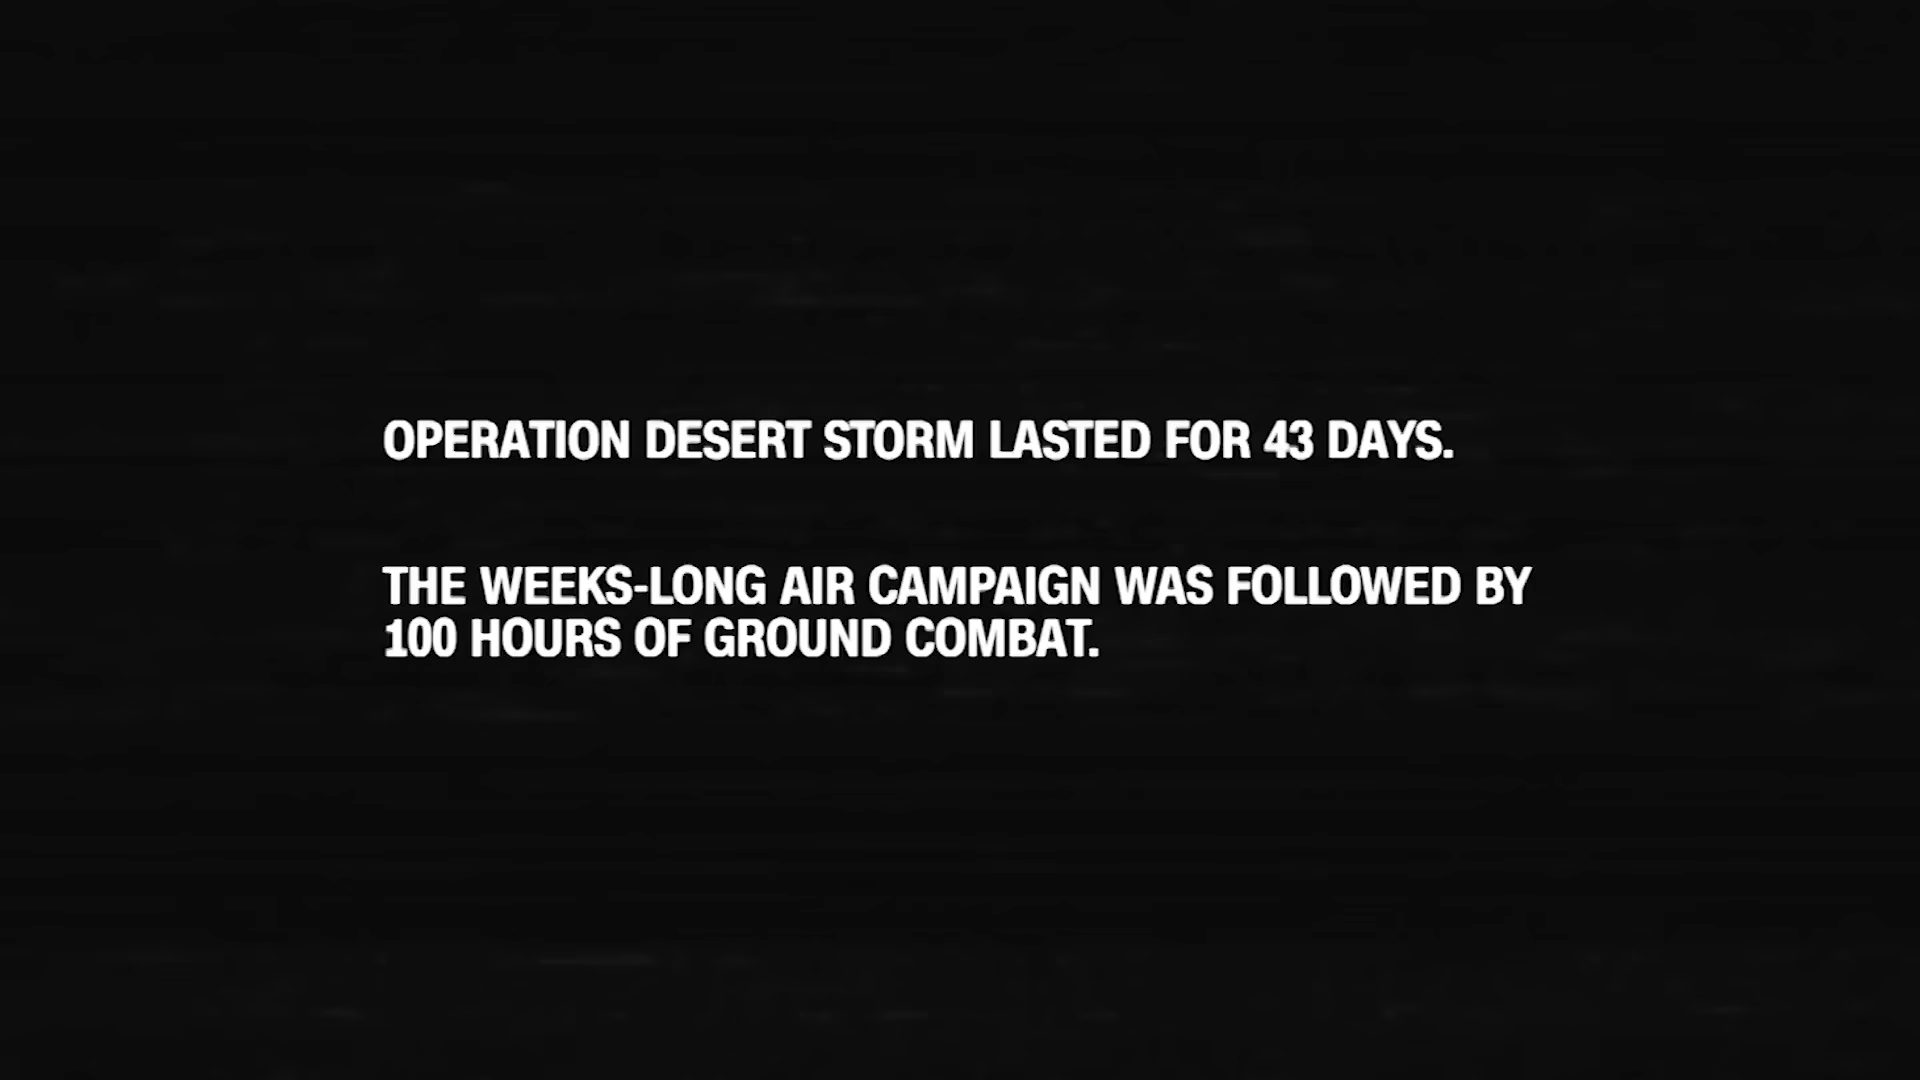 OPERATION DESERT STORM LASTED FOR 43 DAYS.
THE WEEKS-LONG AIR CAMPAIGN WAS FOLLOWED BY
100 HOURS OF GROUND COMBAT.